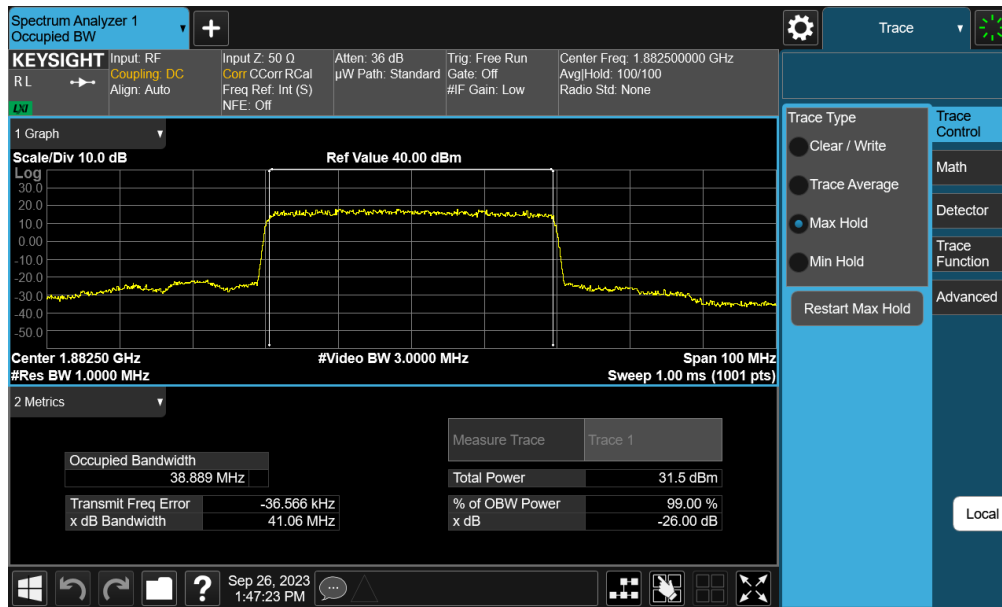 Spectrum Analyzer 1
Occupied BW
Trace
KEYSIGHT
RL
LXI
Input: RF
Coupling: DC
Align: Auto
Input Z: 50 Ω
Corr CCorr RCal
Freq Ref: Int (S)
NFE: Off
Atten: 36 dB
µW Path: Standard
Trig: Free Run
Gate: Off
#IF Gain: Low
Center Freq: 1.882500000 GHz
Avg|Hold: 100/100
Radio Std: None
1 Graph
Scale/Div 10.0 dB
Ref Value 40.00 dBm
Log
30.0
20.0
10.0
0.00
-10.0
-20.0
-30.0
-40.0
-50.0
Center 1.88250 GHz
#Video BW 3.0000 MHz
Span 100 MHz
#Res BW 1.0000 MHz
Sweep 1.00 ms (1001 pts)
2 Metrics
Measure Trace
Trace 1
Occupied Bandwidth
38.889 MHz
Total Power
31.5 dBm
Transmit Freq Error
-36.566 kHz
% of OBW Power
99.00 %
x dB Bandwidth
41.06 MHz
x dB
-26.00 dB
Trace Type
Clear / Write
Trace Average
Max Hold
Min Hold
Restart Max Hold
Trace
Control
Math
Detector
Trace
Function
Advanced
Local
?
Sep 26, 2023
1:47:23 PM